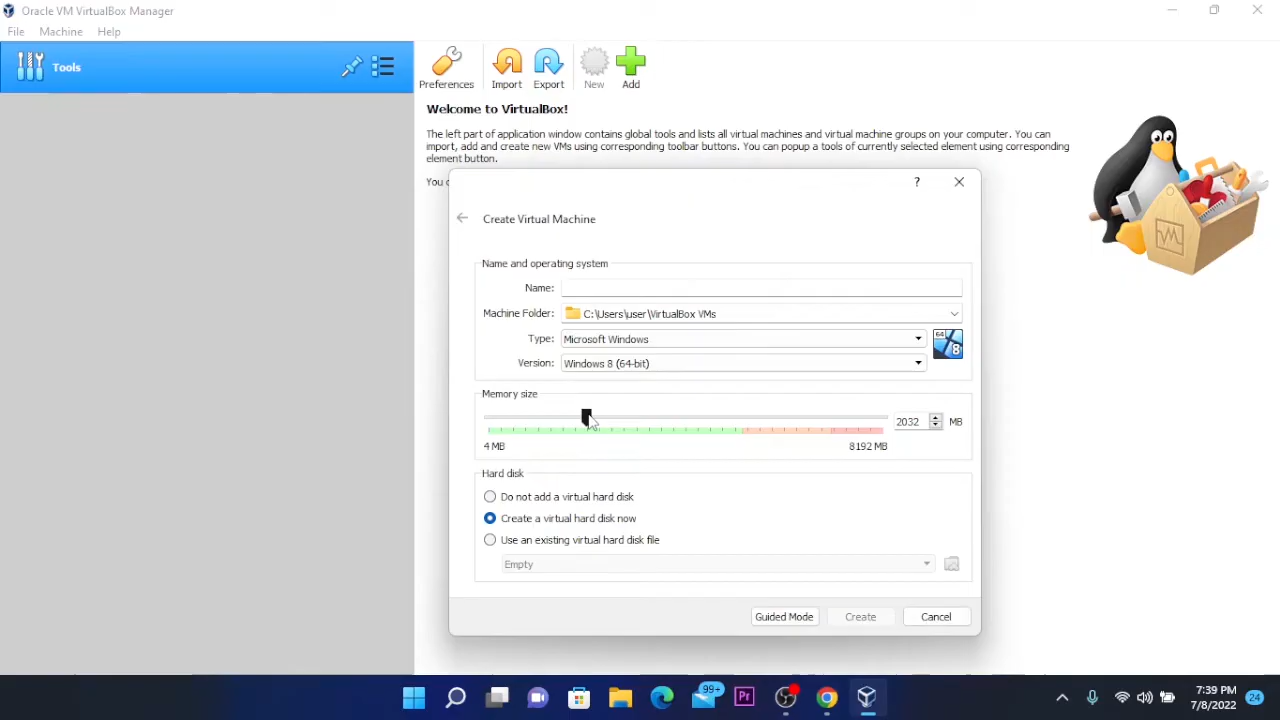 Oracle VM VirtualBox Manager
File Machine Help
Tools
Preferences Import Export New Add
Welcome to VirtualBox!
The left part of application window contains global tools and lists all virtual machines and virtual machine groups on your computer. You can
import, add and create new VMs using corresponding toolbar buttons. You can popup a tools of currently selected element using corresponding
element button.
You
?
Create Virtual Machine
Name and operating system
Name:
Machine Folder: C:\Users\user\VirtualBox VMs
Type: Microsoft Windows
64
8
Version: Windows 8 (64-bit)
Memory size
2032 MB
4 MB 8192 MB
Hard disk
Do not add a virtual hard disk
Create a virtual hard disk now
Use an existing virtual hard disk file
Empty
Guided Mode Create Cancel
99+
Pr
7:39 PM
7/8/2022
24